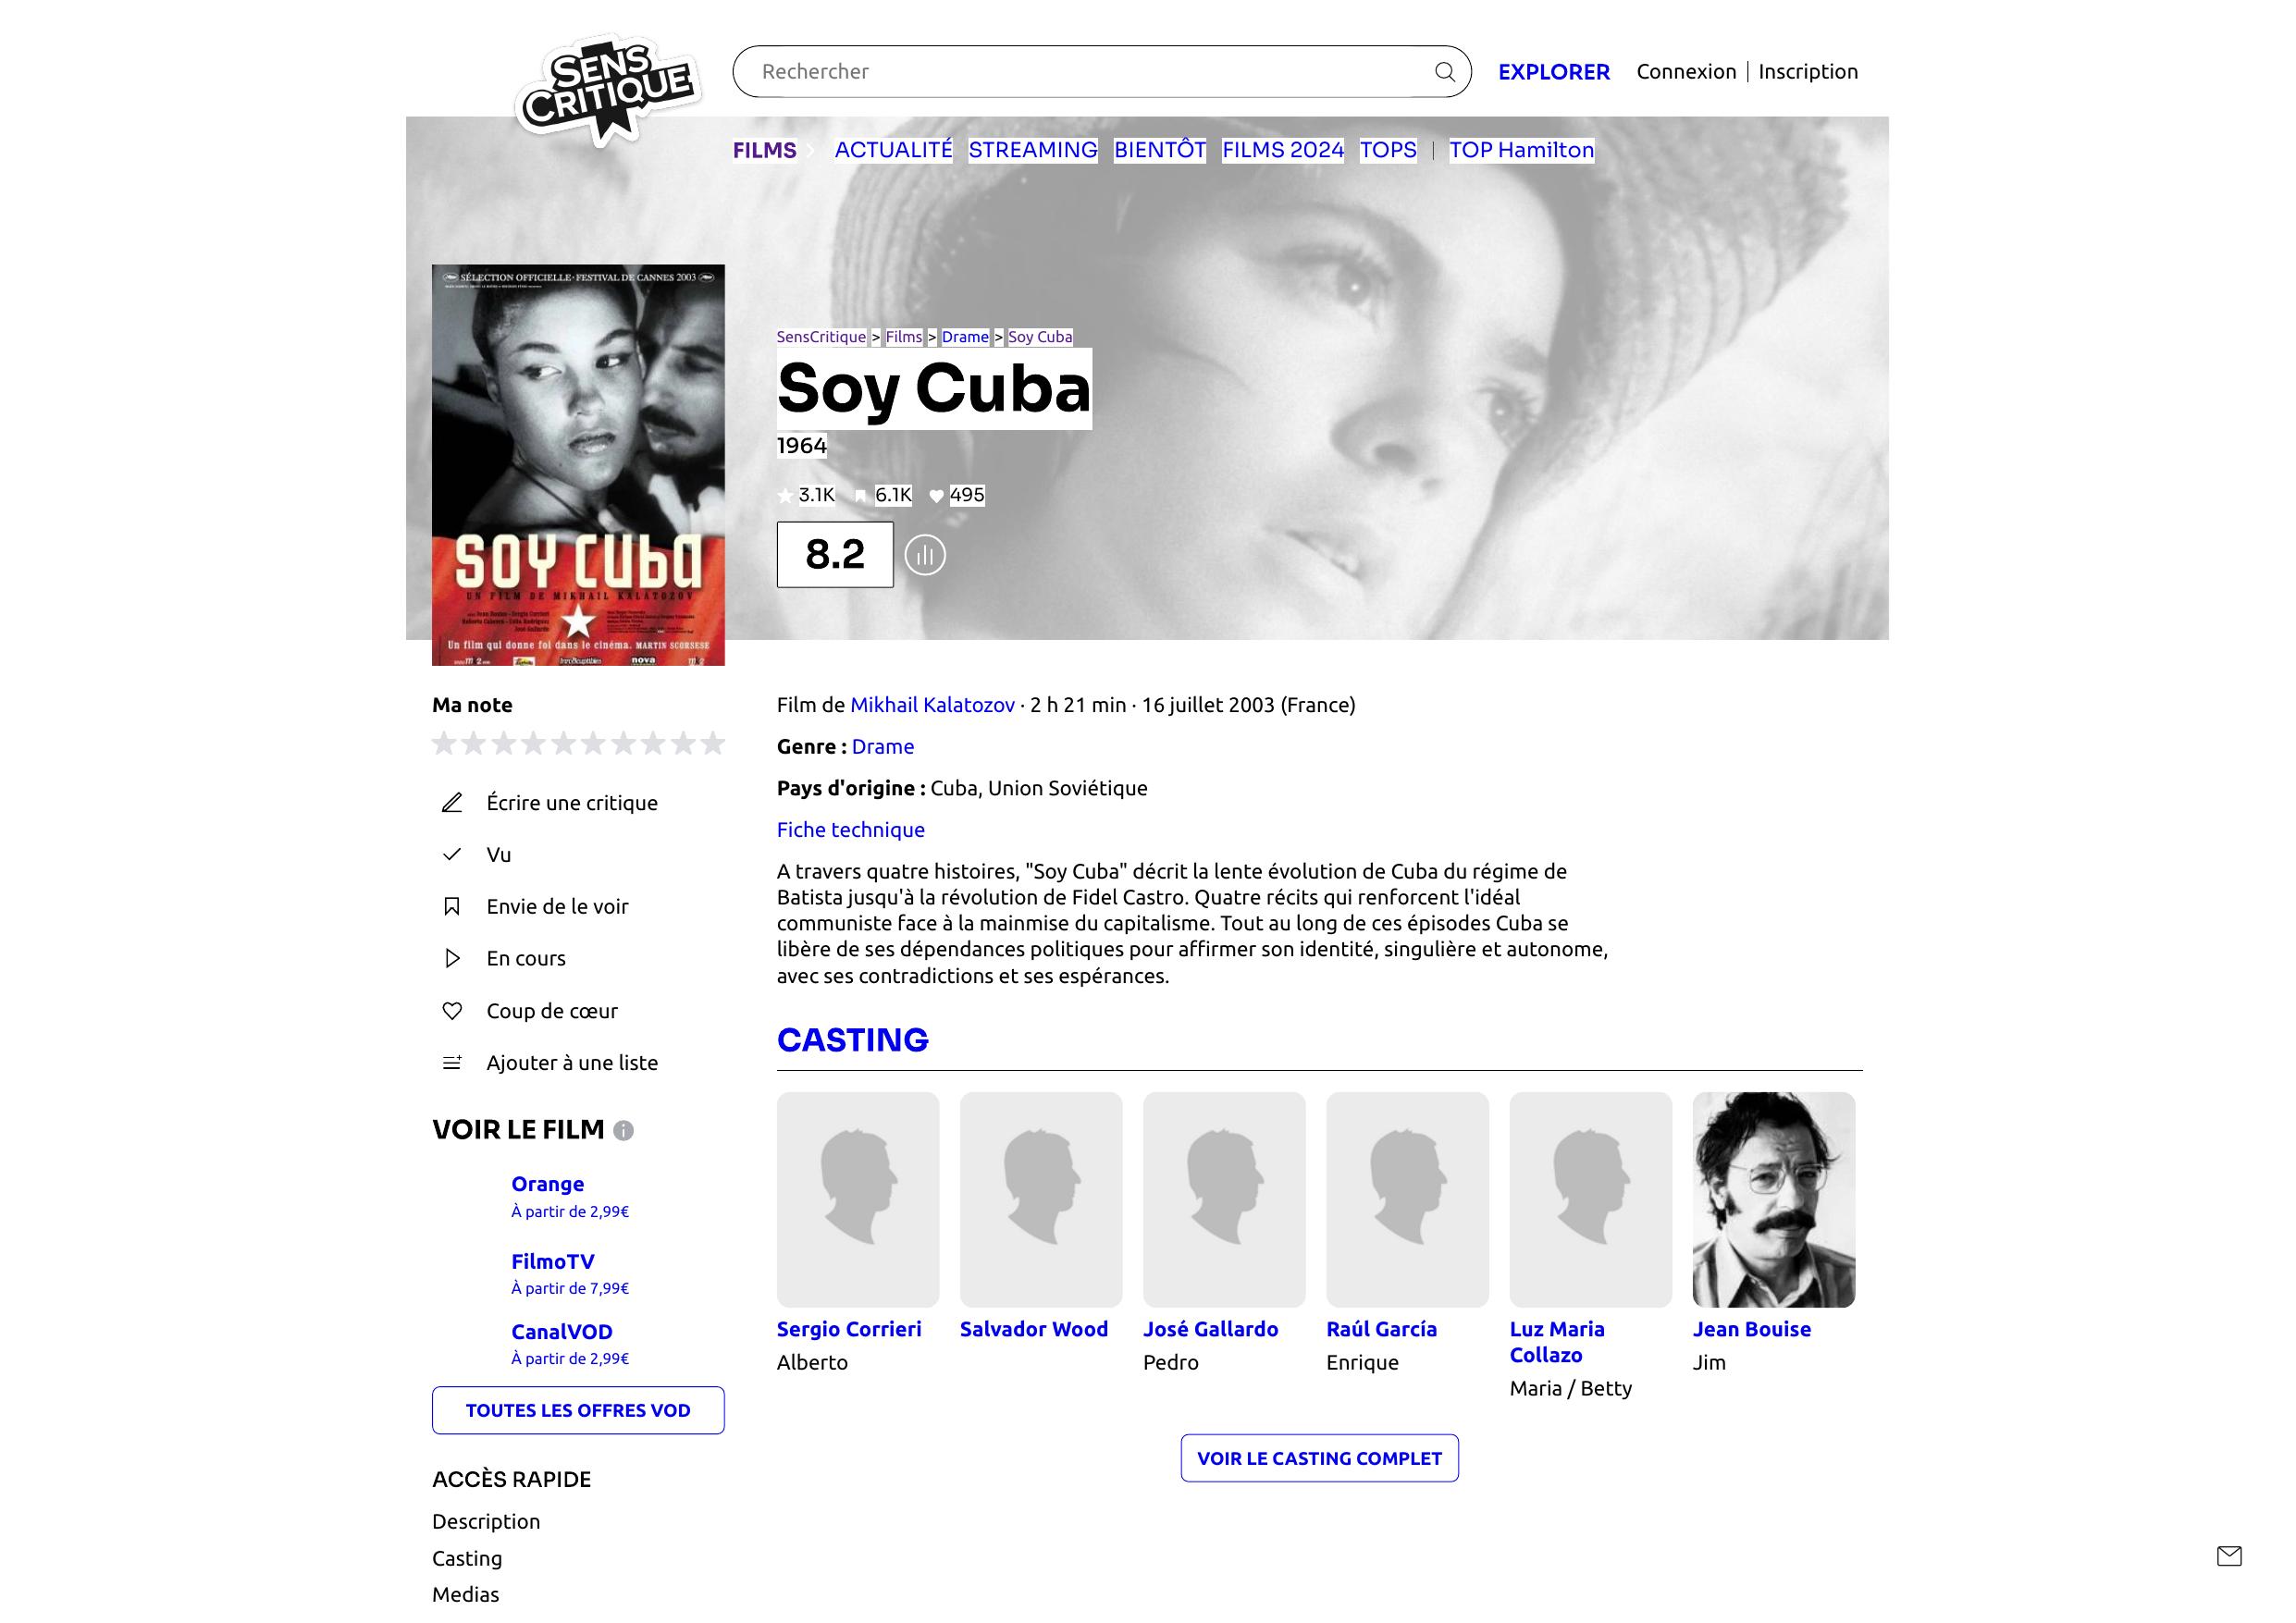 SENS
CRITIQUE
Rechercher
EXPLORER
Connexion
Inscription
FILMS
ACTUALITÉ
STREAMING
BIENTÔT
FILMS 2024
TOPS
TOP Hamilton
SÉLECTION OFFICIELLE · FESTIVAL DE CANNES 2003
SOY CUbA
UN FILM DE MIKHAIL KALATOZOV
Un film qui donne foi dans le cinéma. MARTIN SCORSESE
nova
SensCritique > Films > Drame > Soy Cuba
Soy Cuba
1964
3.1K
6.1K
495
8.2
Ma note
Écrire une critique
Vu
Envie de le voir
En cours
Coup de cœur
Ajouter à une liste
VOIR LE FILM
Orange
À partir de 2,99€
FilmoTV
À partir de 7,99€
CanalVOD
À partir de 2,99€
TOUTES LES OFFRES VOD
ACCÈS RAPIDE
Description
Casting
Medias
Film de Mikhail Kalatozov · 2 h 21 min · 16 juillet 2003 (France)
Genre : Drame
Pays d'origine : Cuba, Union Soviétique
Fiche technique
A travers quatre histoires, "Soy Cuba" décrit la lente évolution de Cuba du régime de
Batista jusqu'à la révolution de Fidel Castro. Quatre récits qui renforcent l'idéal
communiste face à la mainmise du capitalisme. Tout au long de ces épisodes Cuba se
libère de ses dépendances politiques pour affirmer son identité, singulière et autonome,
avec ses contradictions et ses espérances.
CASTING
Sergio Corrieri
Alberto
Salvador Wood
José Gallardo
Pedro
Raúl García
Enrique
Luz Maria
Collazo
Maria / Betty
Jean Bouise
Jim
VOIR LE CASTING COMPLET